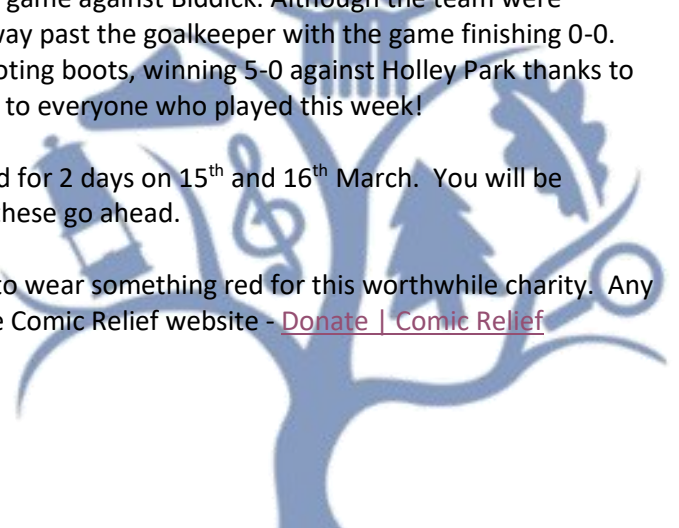 game against Biddick. Although the team were
way past the goalkeeper with the game finishing 0-0.
oting boots, winning 5-0 against Holley Park thanks to
to everyone who played this week!
d for 2 days on 15th and 16th March. You will be
these go ahead.
to wear something red for this worthwhile charity. Any
e Comic Relief website - Donate | Comic Relief